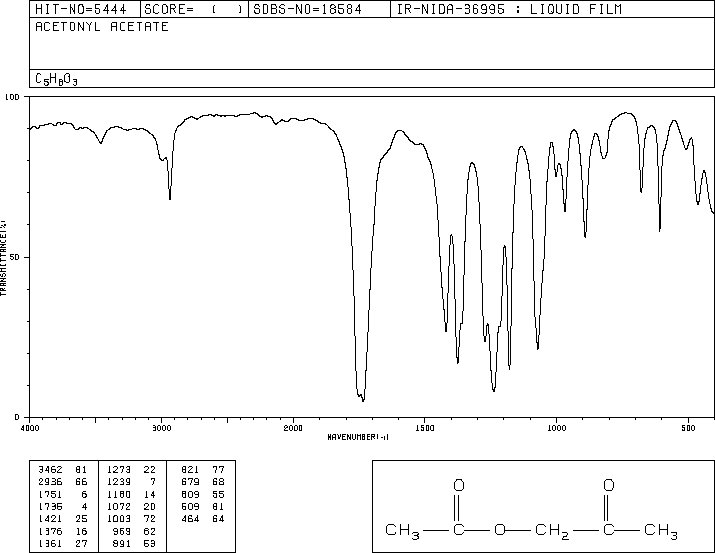 HIT-NO=5444 SCORE= ( ) SDBS-NO=18584 IR-NIDA-36995 : LIQUID FILM
ACETONYL ACETATE
C5H8O3
100
50
0
TRANSMITTANCE(%)
4000 3000 2000 1500 1000 500
WAVENUMBER(-1)
3462 81 1273 22 821 77
2936 66 1239 7 679 68
1751 6 1180 14 609 55
1735 4 1072 20 509 81
1421 25 1003 72 464 64
1376 16 969 62
1361 27 891 53
O O
CH3 C O CH2 C CH3